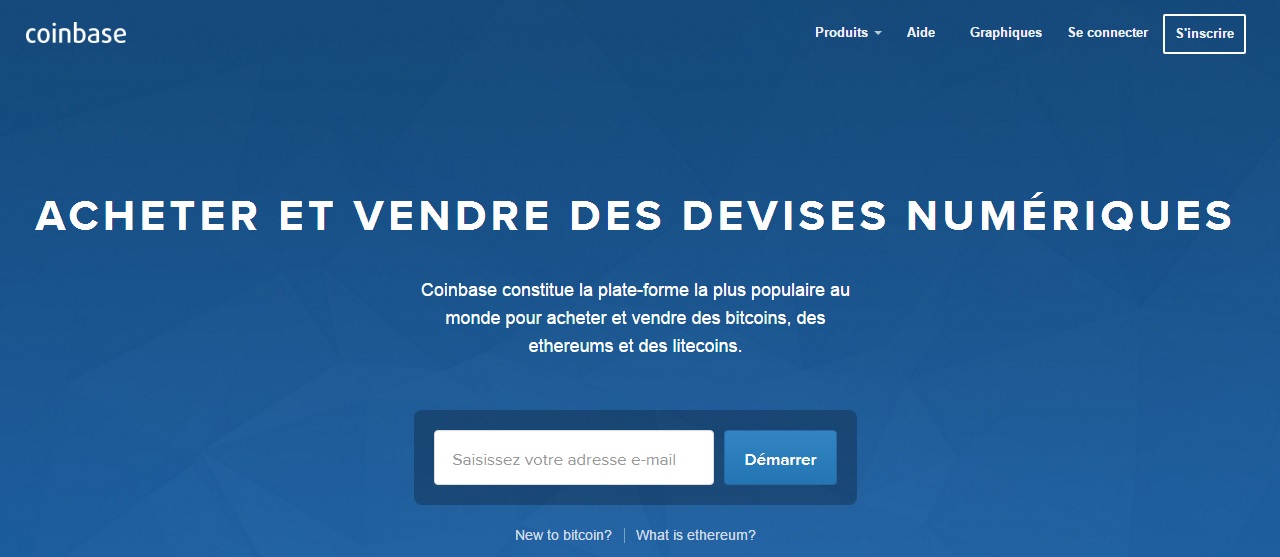 coinbase
Produits Aide Graphiques Se connecter S'inscrire
ACHETER ET VENDRE DES DEVISES NUMÉRIQUES
Coinbase constitue la plate-forme la plus populaire au
monde pour acheter et vendre des bitcoins, des
ethereums et des litecoins.
Saisissez votre adresse e-mail Démarrer
New to bitcoin? | What is ethereum?